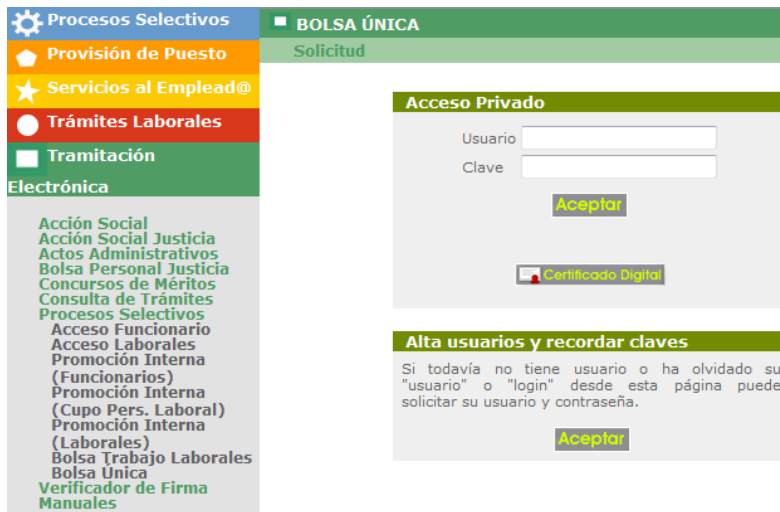 Procesos Selectivos
Provisión de Puesto
Servicios al Emplead@
Trámites Laborales
Tramitación
Electrónica
Acción Social
Acción Social Justicia
Actos Administrativos
Bolsa Personal Justicia
Concursos de Méritos
Consulta de Trámites
Procesos Selectivos
Acceso Funcionario
Acceso Laborales
Promoción Interna
(Funcionarios)
Promoción Interna
(Cupo Pers. Laboral)
Promoción Interna
(Laborales)
Bolsa Trabajo Laborales
Bolsa Única
Verificador de Firma
Manuales
BOLSA ÚNICA
Solicitud
Acceso Privado
Usuario
Clave
Aceptar
Certificado Digital
Alta usuarios y recordar claves
Si todavía no tiene usuario o ha olvidado su
"usuario" o "login" desde esta página puede
solicitar su usuario y contraseña.
Aceptar